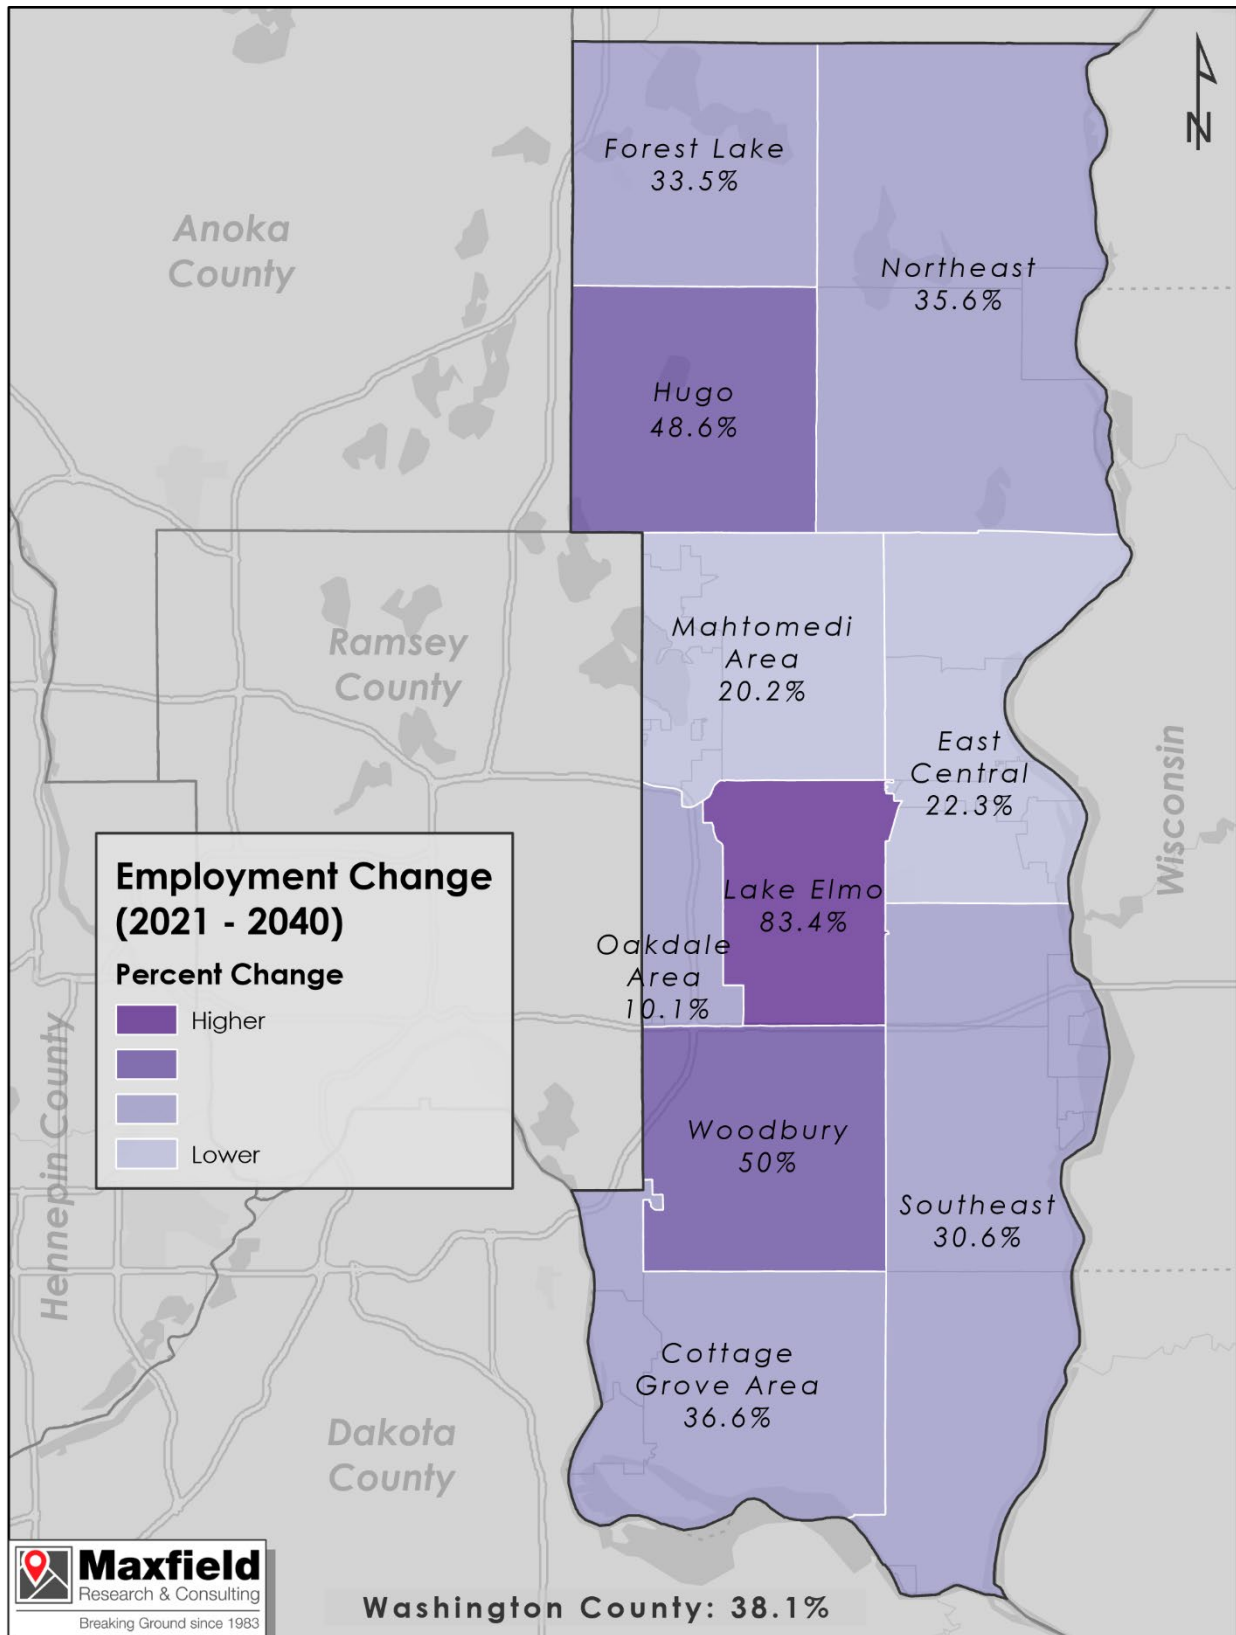 N
Forest Lake
33.5%
Anoka
County
Northeast
35.6%
Hugo
48.6%
Ramsey
County
Mahtomedi
Area
20.2%
East
Central
22.3%
Wisconsin
Employment Change
(2021 - 2040)
Percent Change
Higher
Lower
Lake Elmo
83.4%
Oakdale
Area
10.1%
Hennepin County
Woodbury
50%
Southeast
30.6%
Cottage
Grove Area
36.6%
Dakota
County
Maxfield
Research & Consulting
Breaking Ground since 1983
Washington County: 38.1%